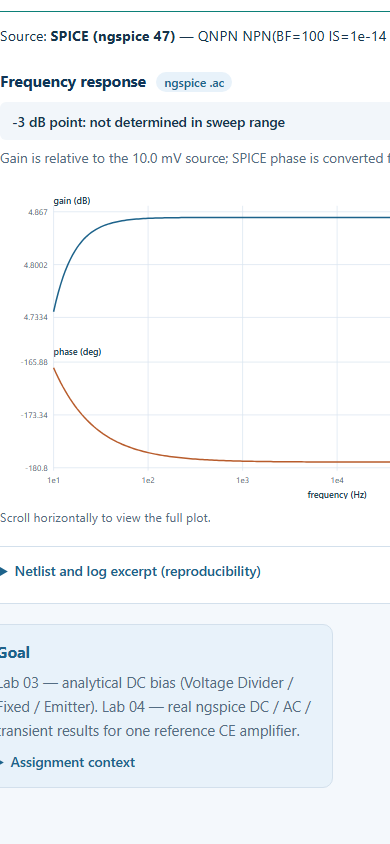 Source: SPICE (ngspice 47) — QNPN NPN(BF=100 IS=1e-14
Frequency response ngspice .ac
-3 dB point: not determined in sweep range
Gain is relative to the 10.0 mV source; SPICE phase is converted f
gain (dB)
4.867
4.8002
4.7334
phase (deg)
-165.88
-173.34
-180.8
1e1 1e2 1e3 1e4
frequency (Hz)
Scroll horizontally to view the full plot.
Netlist and log excerpt (reproducibility)
Goal
Lab 03 — analytical DC bias (Voltage Divider /
Fixed / Emitter). Lab 04 — real ngspice DC / AC /
transient results for one reference CE amplifier.
Assignment context